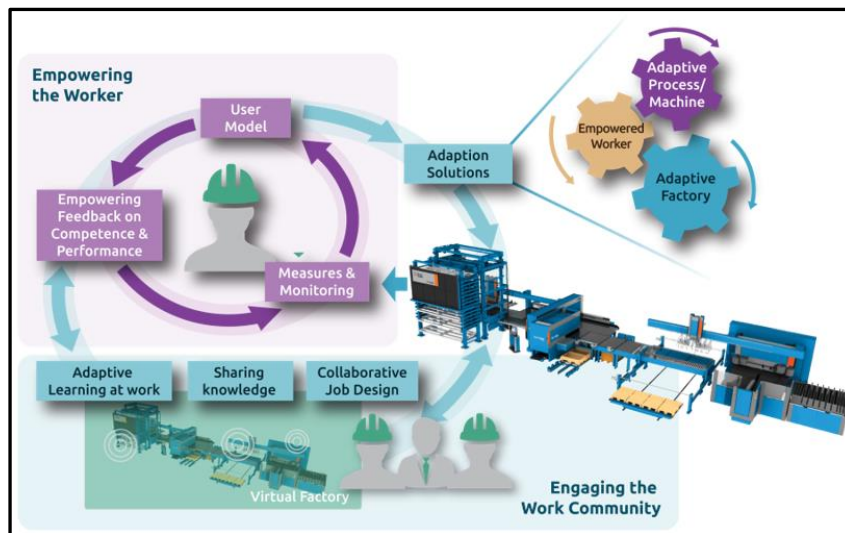 Empowering
the Worker
User
Model
Adaption
Solutions
Adaptive
Process/
Machine
Empowered
Worker
Adaptive
Factory
Empowering
Feedback on
Competence &
Performance
Measures &
Monitoring
Adaptive
Learning at work
Sharing
knowledge
Collaborative
Job Design
Virtual Factory
Engaging the
Work Community